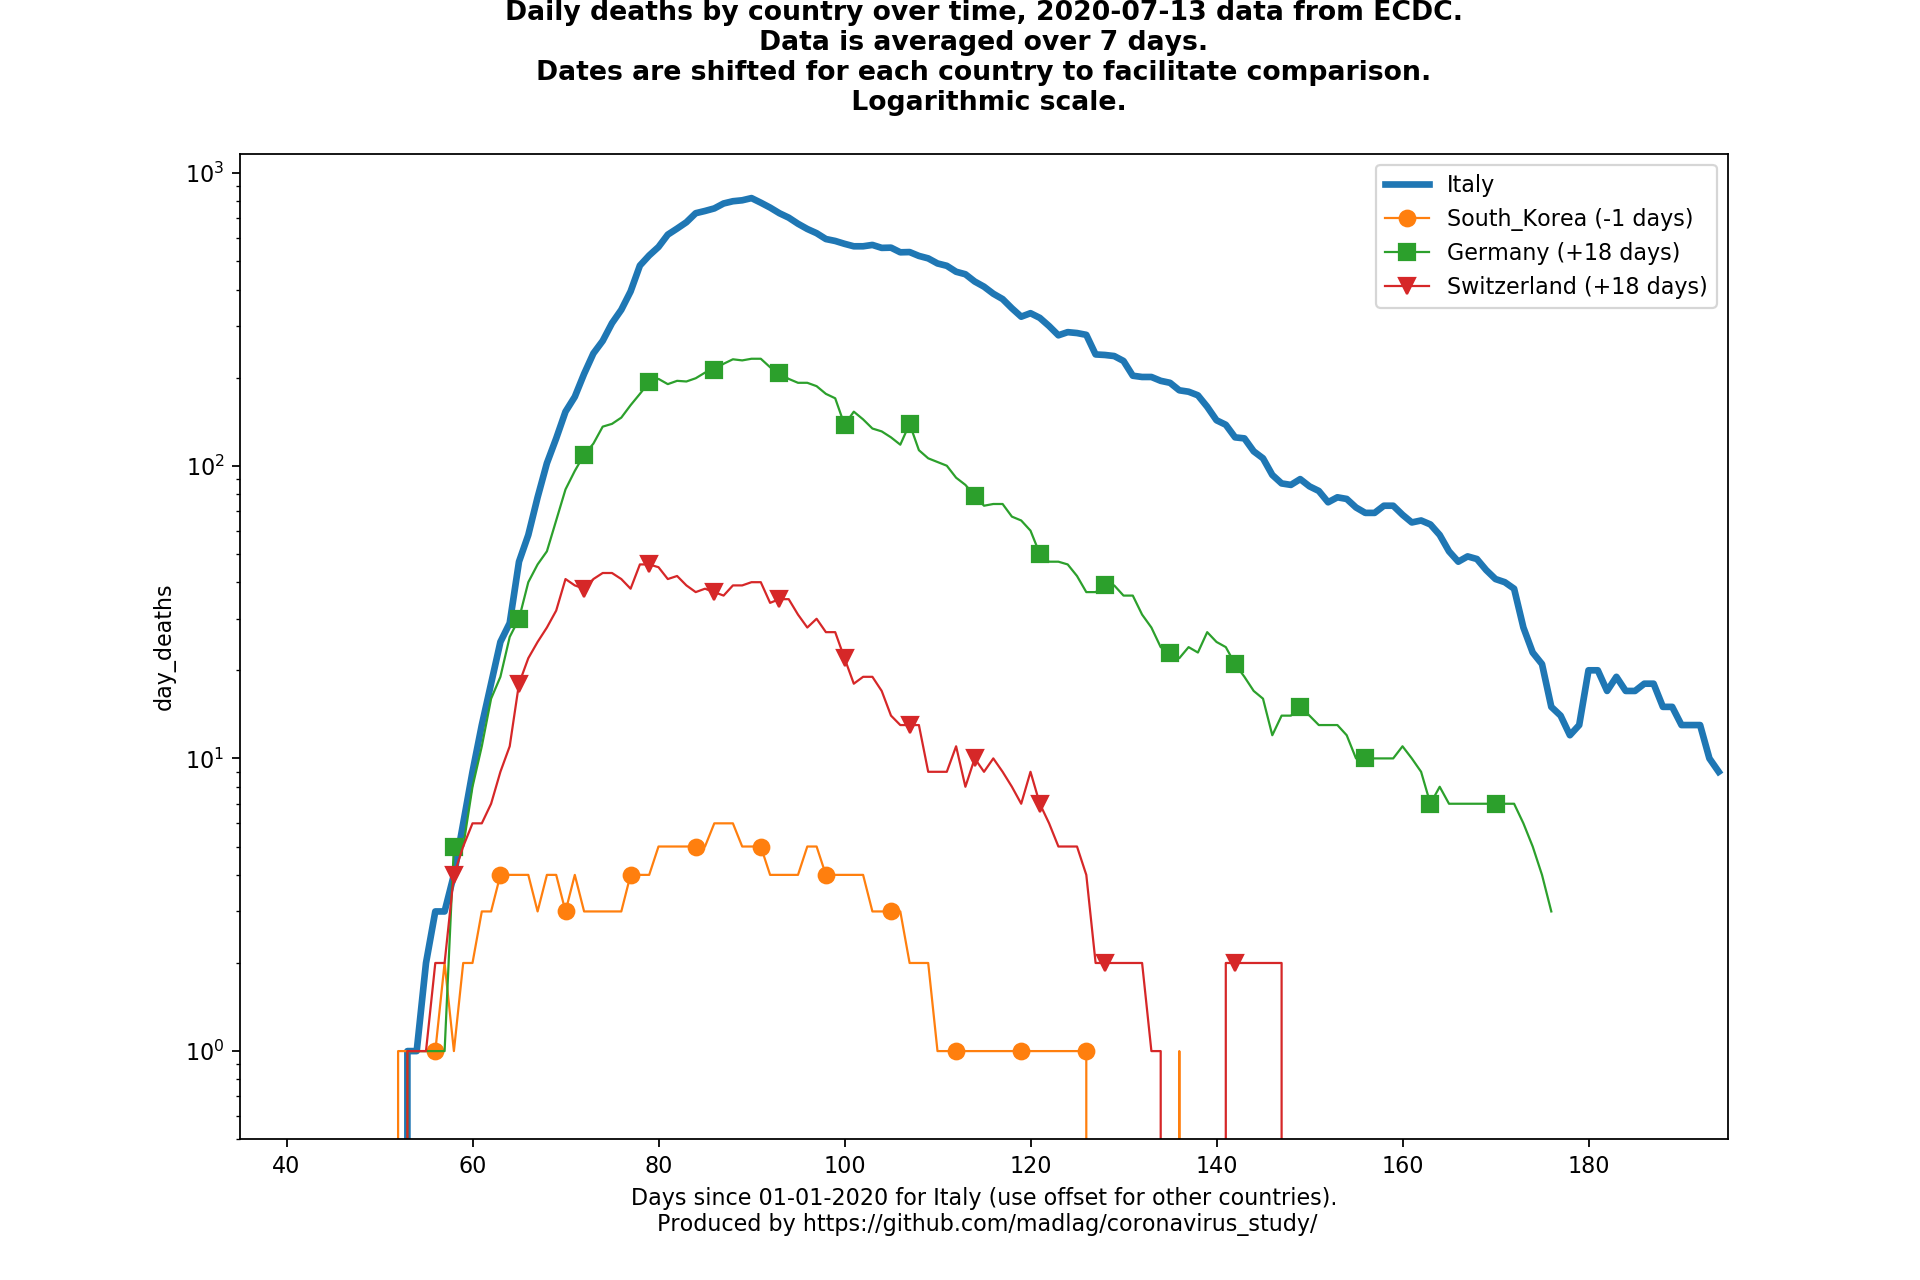 Daily deaths by country over time, 2020-07-13 data from ECDC.
Data is averaged over 7 days.
Dates are shifted for each country to facilitate comparison.
Logarithmic scale.
10³
10²
10¹
10⁰
day_deaths
Italy
South_Korea (-1 days)
Germany (+18 days)
Switzerland (+18 days)
40 60 80 100 120 140 160 180
Days since 01-01-2020 for Italy (use offset for other countries).
Produced by https://github.com/madlag/coronavirus_study/